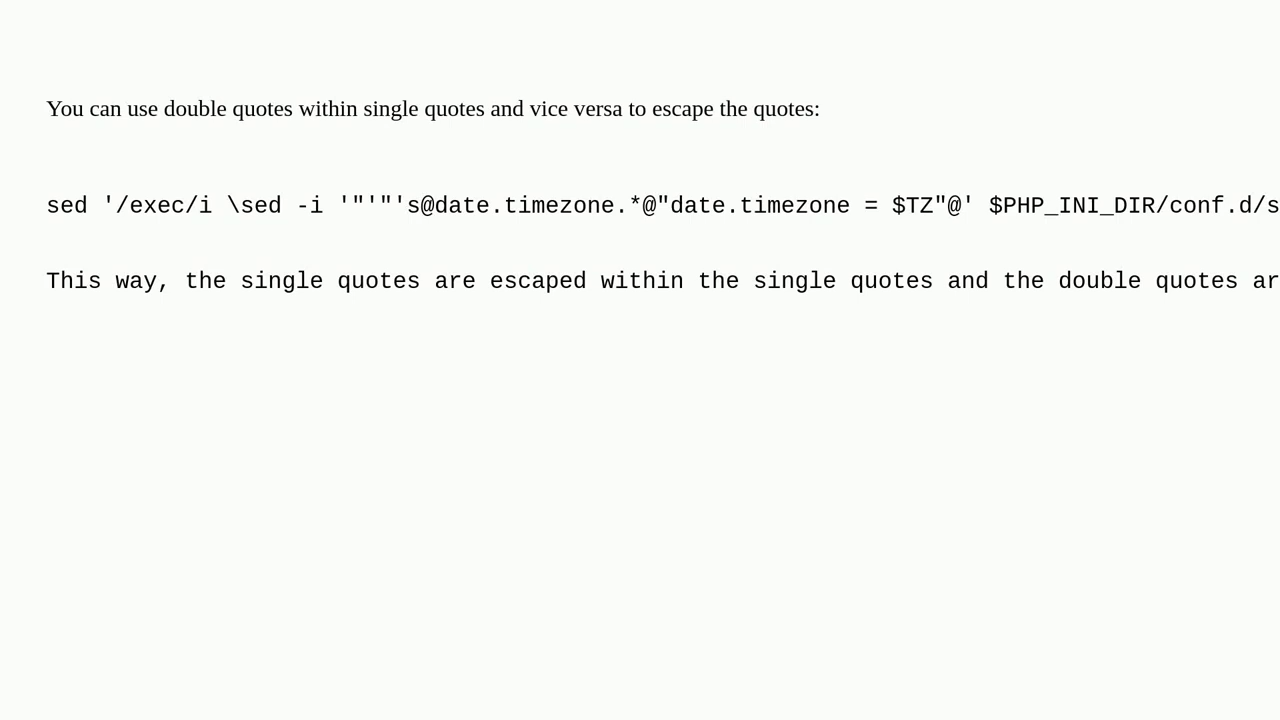 You can use double quotes within single quotes and vice versa to escape the quotes:
sed '/exec/i \sed -i '"'"'s@date.timezone.*@"date.timezone = $TZ"@' $PHP_INI_DIR/conf.d/s
This way, the single quotes are escaped within the single quotes and the double quotes ar